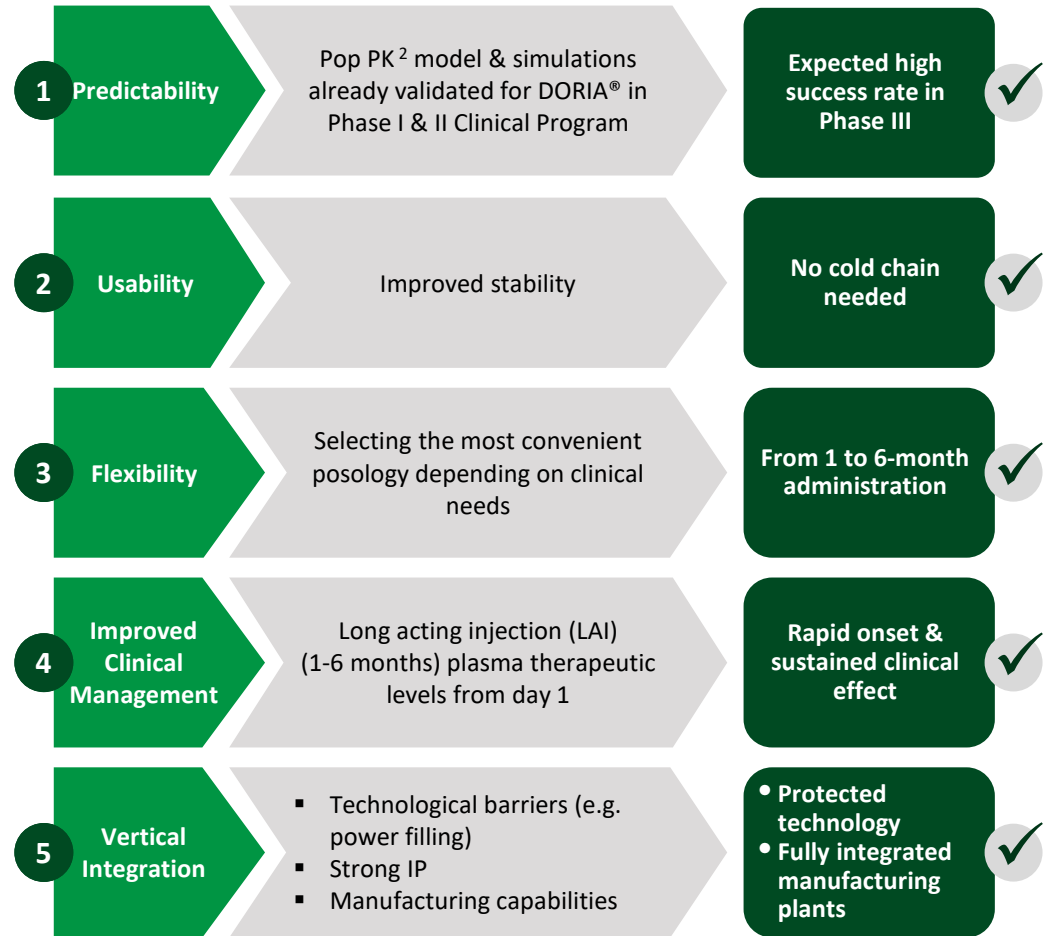 1
Predictability
Pop PK² model & simulations
already validated for DORIA® in
Phase I & II Clinical Program
Expected high
success rate in
Phase III
2
Usability
Improved stability
No cold chain
needed
3
Flexibility
Selecting the most convenient
posology depending on clinical
needs
From 1 to 6-month
administration
4
Improved
Clinical
Management
Long acting injection (LAI)
(1-6 months) plasma therapeutic
levels from day 1
Rapid onset &
sustained clinical
effect
5
Vertical
Integration
▪ Technological barriers (e.g.
power filling)
▪ Strong IP
▪ Manufacturing capabilities
• Protected
technology
• Fully integrated
manufacturing
plants